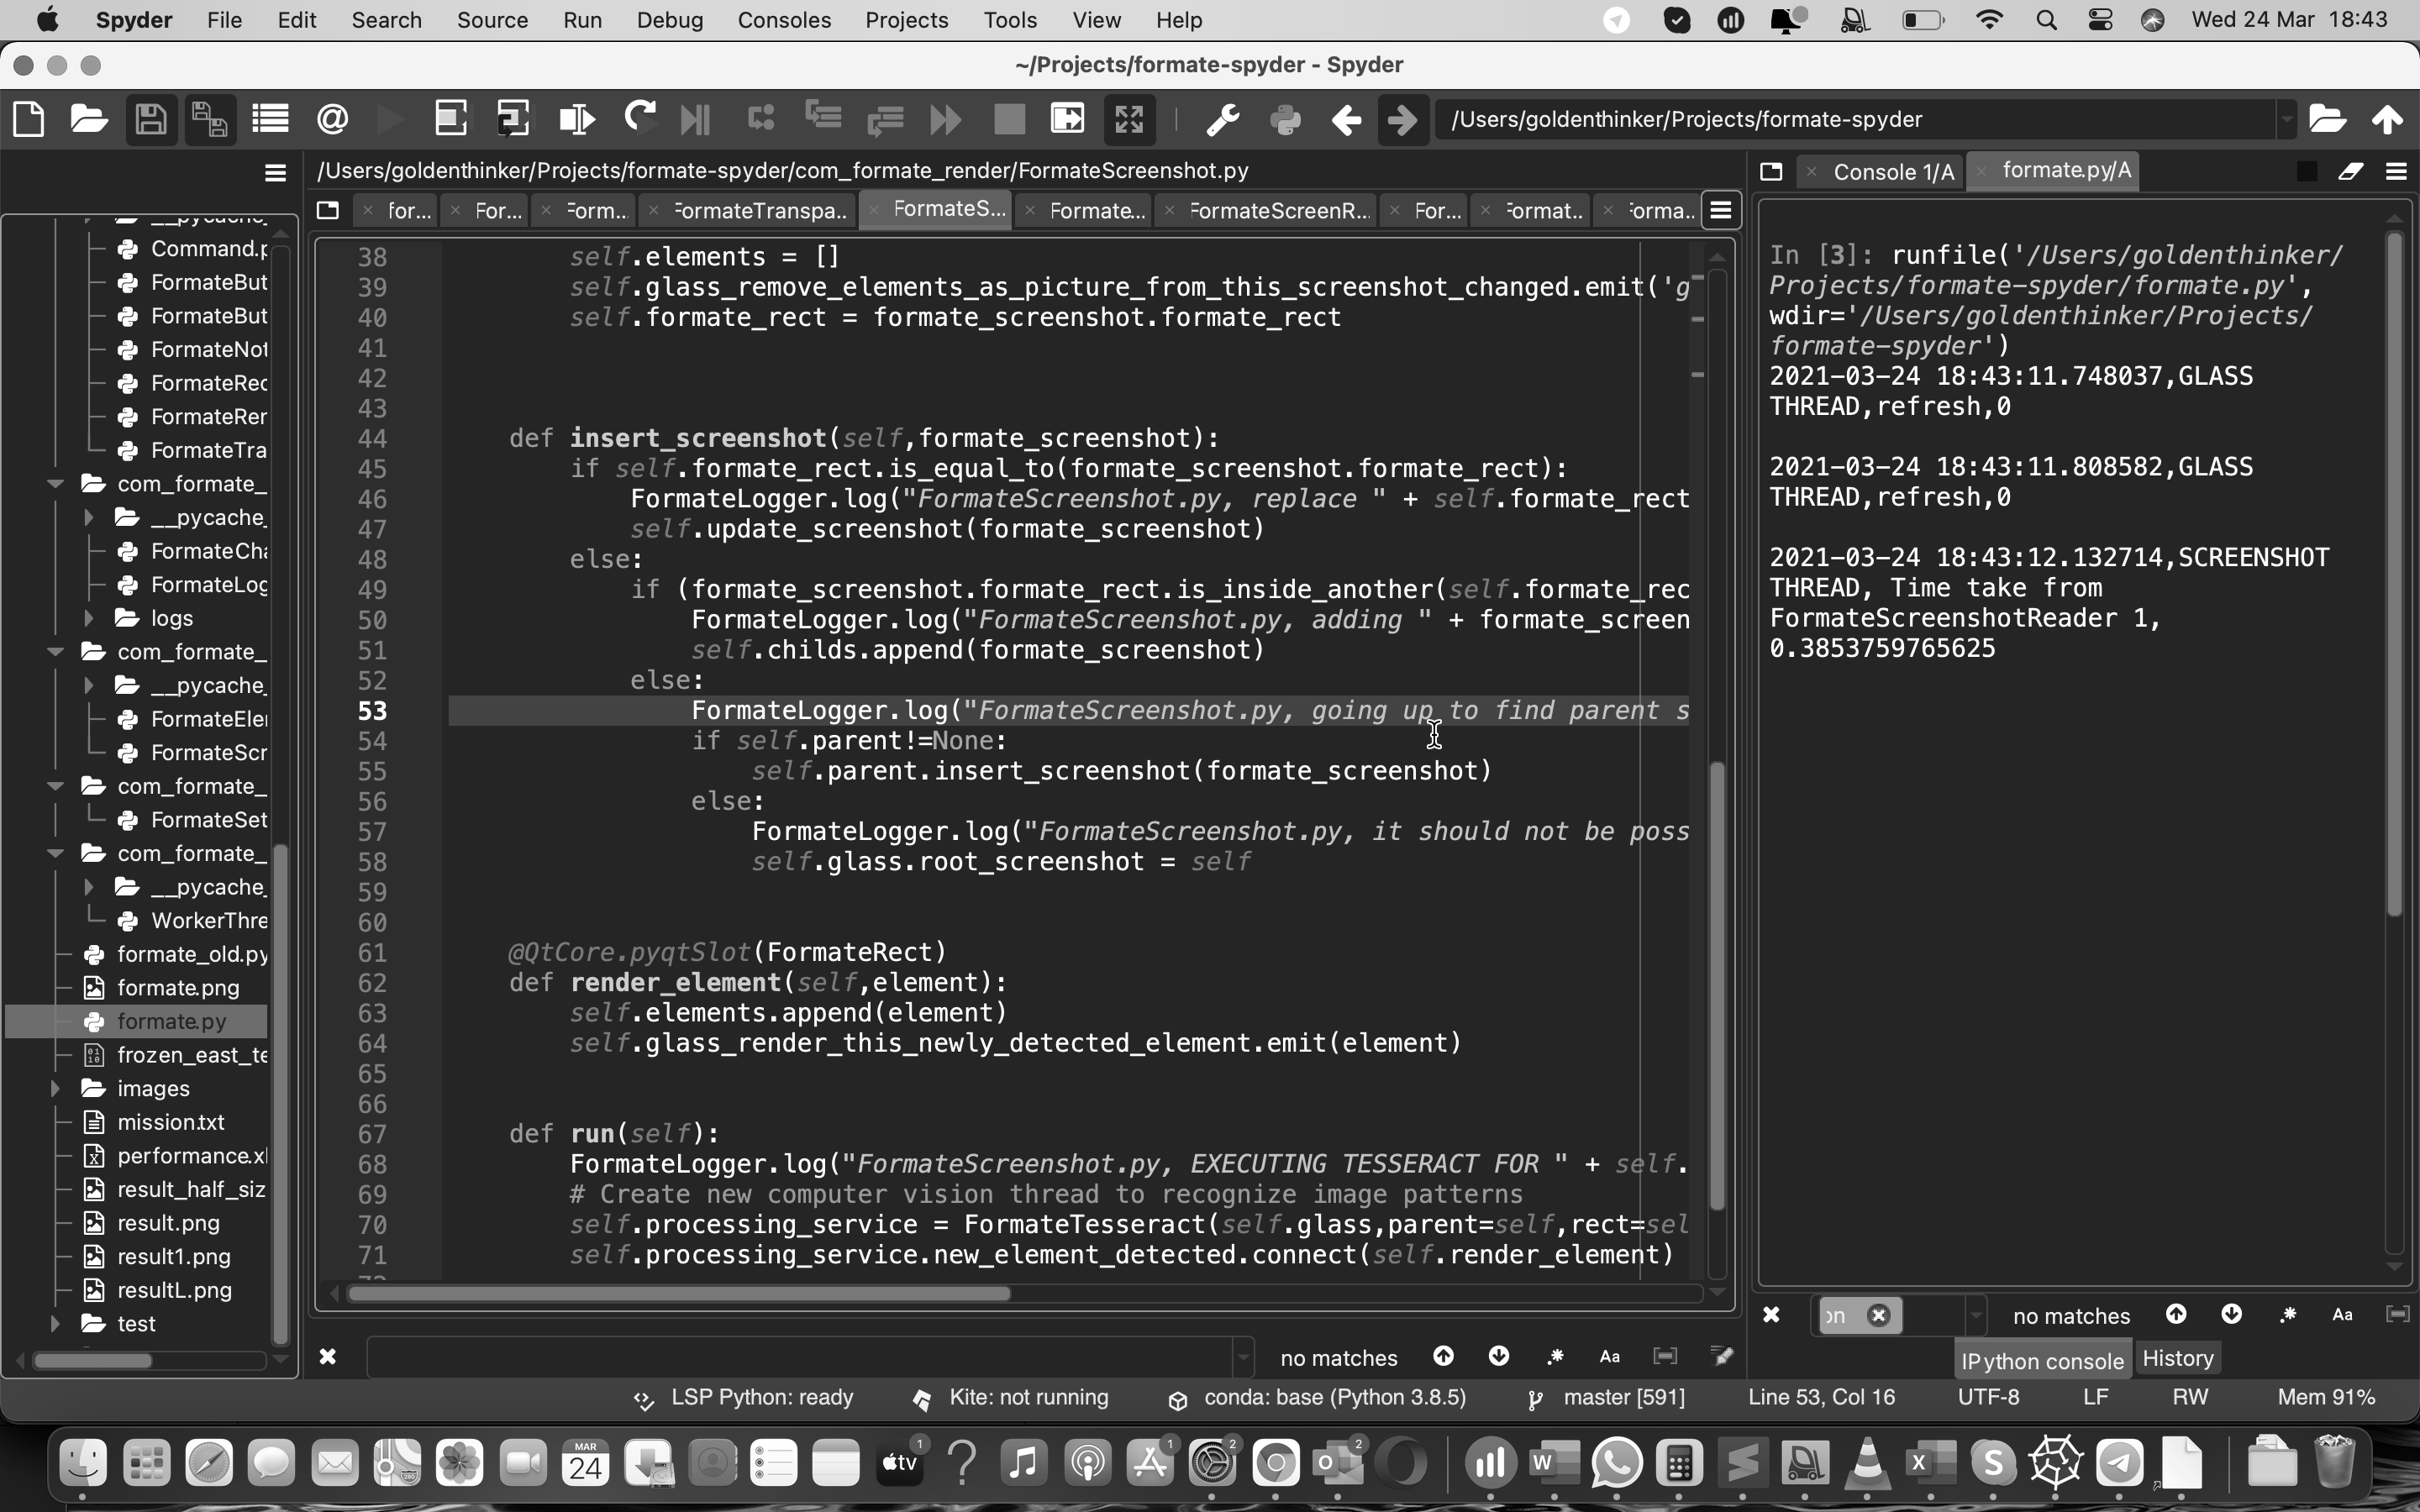 Spyder File Edit Search Source Run Debug Consoles Projects Tools View Help Wed 24 Mar 18:43
~/Projects/formate-spyder - Spyder
/Users/goldenthinker/Projects/formate-spyder
/Users/goldenthinker/Projects/formate-spyder/com_formate_render/FormateScreenshot.py
for... For... Form... FormateTranspa.. FormateS... Formate... FormateScreenR... For... Format.. Forma..
__pycache_
Command.p
FormateBut
FormateBut
FormateNot
FormateRec
FormateRer
FormateTra
com_formate_
__pycache_
FormateCha
FormateLog
logs
com_formate_
__pycache_
FormateEle
FormateScr
com_formate_
FormateSet
com_formate_
__pycache_
WorkerThre
formate_old.py
formate.png
formate.py
frozen_east_te
images
mission.txt
performance.xl
result_half_siz
result.png
result1.png
resultL.png
test
38 self.elements = []
39 self.glass_remove_elements_as_picture_from_this_screenshot_changed.emit('g
40 self.formate_rect = formate_screenshot.formate_rect
41
42
43
44 def insert_screenshot(self,formate_screenshot):
45 if self.formate_rect.is_equal_to(formate_screenshot.formate_rect):
46 FormateLogger.log("FormateScreenshot.py, replace " + self.formate_rect
47 self.update_screenshot(formate_screenshot)
48 else:
49 if (formate_screenshot.formate_rect.is_inside_another(self.formate_rec
50 FormateLogger.log("FormateScreenshot.py, adding " + formate_screen
51 self.childs.append(formate_screenshot)
52 else:
53 FormateLogger.log("FormateScreenshot.py, going up to find parent s
54 if self.parent!=None:
55 self.parent.insert_screenshot(formate_screenshot)
56 else:
57 FormateLogger.log("FormateScreenshot.py, it should not be poss
58 self.glass.root_screenshot = self
59
60
61 @QtCore.pyqtSlot(FormateRect)
62 def render_element(self,element):
63 self.elements.append(element)
64 self.glass_render_this_newly_detected_element.emit(element)
65
66
67 def run(self):
68 FormateLogger.log("FormateScreenshot.py, EXECUTING TESSERACT FOR " + self.
69 # Create new computer vision thread to recognize image patterns
70 self.processing_service = FormateTesseract(self.glass,parent=self,rect=sel
71 self.processing_service.new_element_detected.connect(self.render_element)
no matches Aa
Console 1/A formate.py/A
In [3]: runfile('/Users/goldenthinker/
Projects/formate-spyder/formate.py',
wdir='/Users/goldenthinker/Projects/
formate-spyder')
2021-03-24 18:43:11.748037,GLASS
THREAD,refresh,0
2021-03-24 18:43:11.808582,GLASS
THREAD,refresh,0
2021-03-24 18:43:12.132714,SCREENSHOT
THREAD, Time take from
FormateScreenshotReader 1,
0.3853759765625
on no matches Aa
IPython console History
LSP Python: ready Kite: not running conda: base (Python 3.8.5) master [591] Line 53, Col 16 UTF-8 LF RW Mem 91%
MAR
24
tv 1 1 2 2